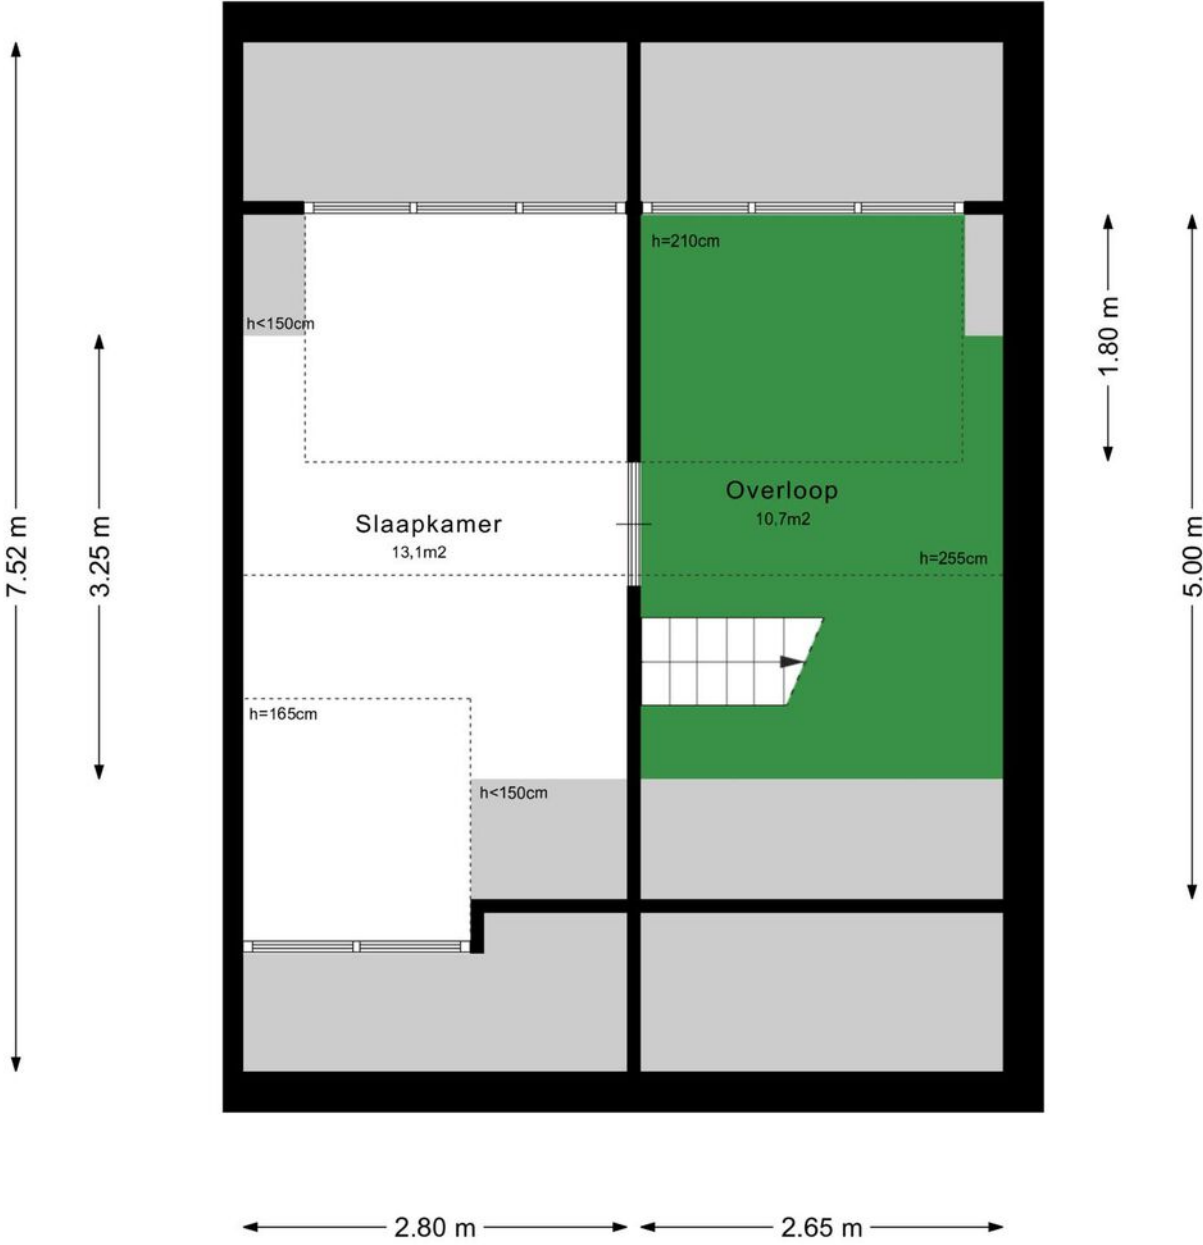 h=210cm
h<150cm
1.80 m
7.52 m
3.25 m
Slaapkamer
13,1m2
Overloop
10,7m2
h=255cm
5.00 m
h=165cm
h<150cm
2.80 m
2.65 m